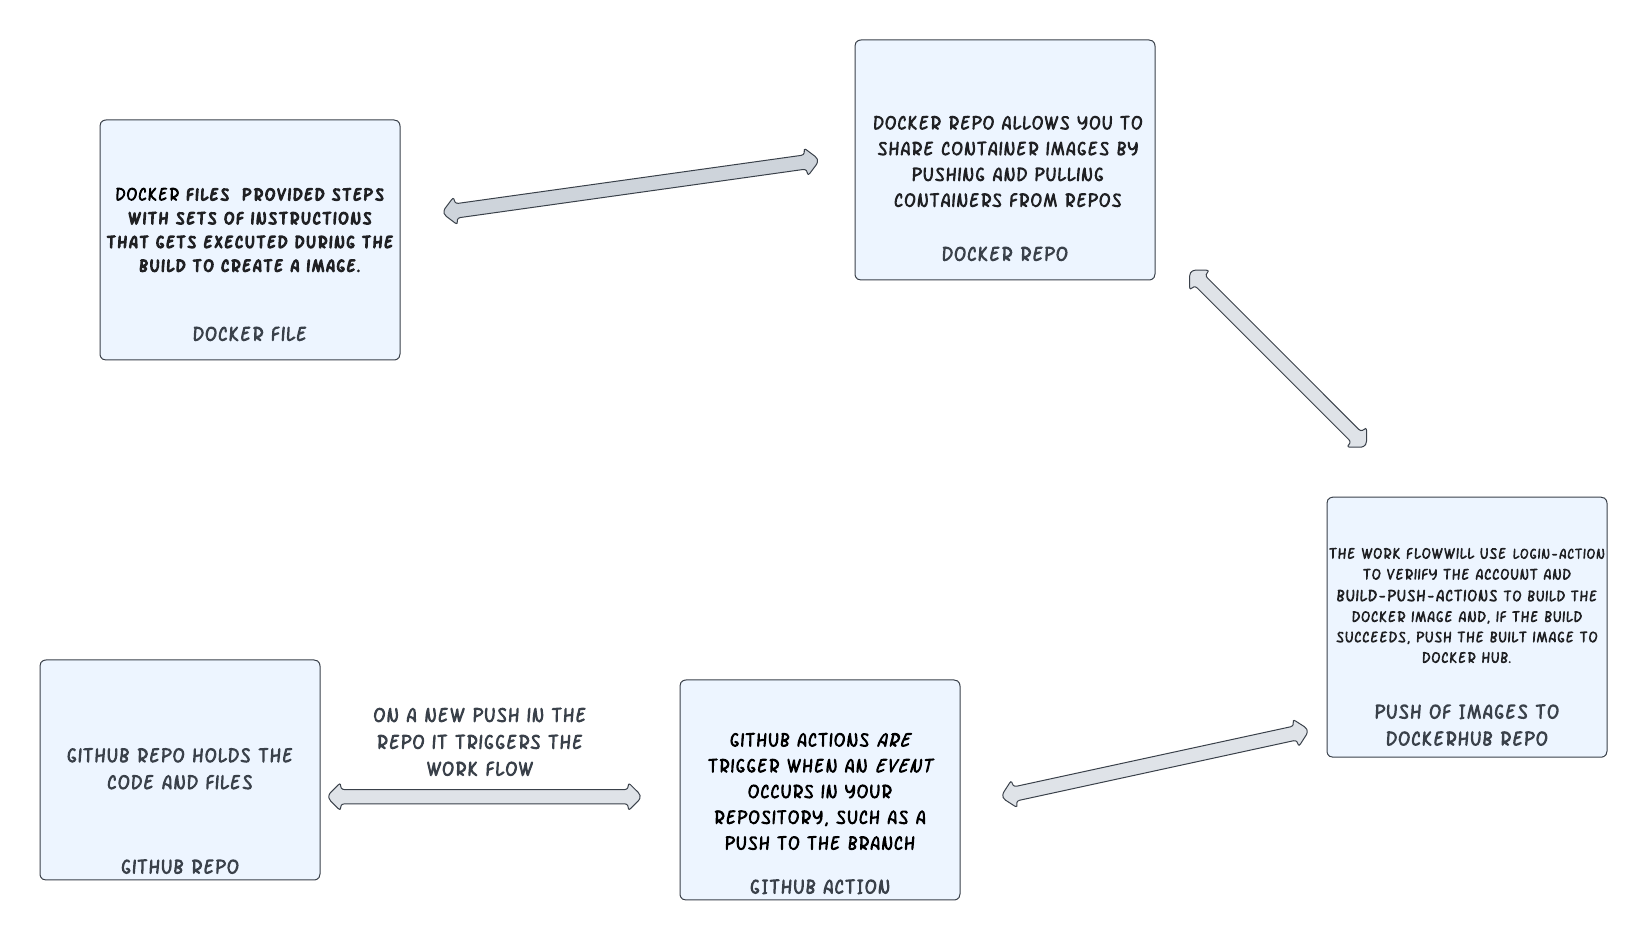 DOCKER REPO ALLOWS YOU TO
SHARE CONTAINER IMAGES BY
PUSHING AND PULLING
CONTAINERS FROM REPOS
DOCKER REPO
DOCKER FILES PROVIDED STEPS
WITH SETS OF INSTRUCTIONS
THAT GETS EXECUTED DURING THE
BUILD TO CREATE A IMAGE.
DOCKER FILE
THE WORK FLOWWILL USE LOGIN-ACTION
TO VERIIFY THE ACCOUNT AND
BUILD-PUSH-ACTIONS TO BUILD THE
DOCKER IMAGE AND, IF THE BUILD
SUCCEEDS, PUSH THE BUILT IMAGE TO
DOCKER HUB.
PUSH OF IMAGES TO
DOCKERHUB REPO
GITHUB REPO HOLDS THE
CODE AND FILES
GITHUB REPO
ON A NEW PUSH IN THE
REPO IT TRIGGERS THE
WORK FLOW
GITHUB ACTIONS ARE
TRIGGER WHEN AN EVENT
OCCURS IN YOUR
REPOSITORY, SUCH AS A
PUSH TO THE BRANCH
GITHUB ACTION